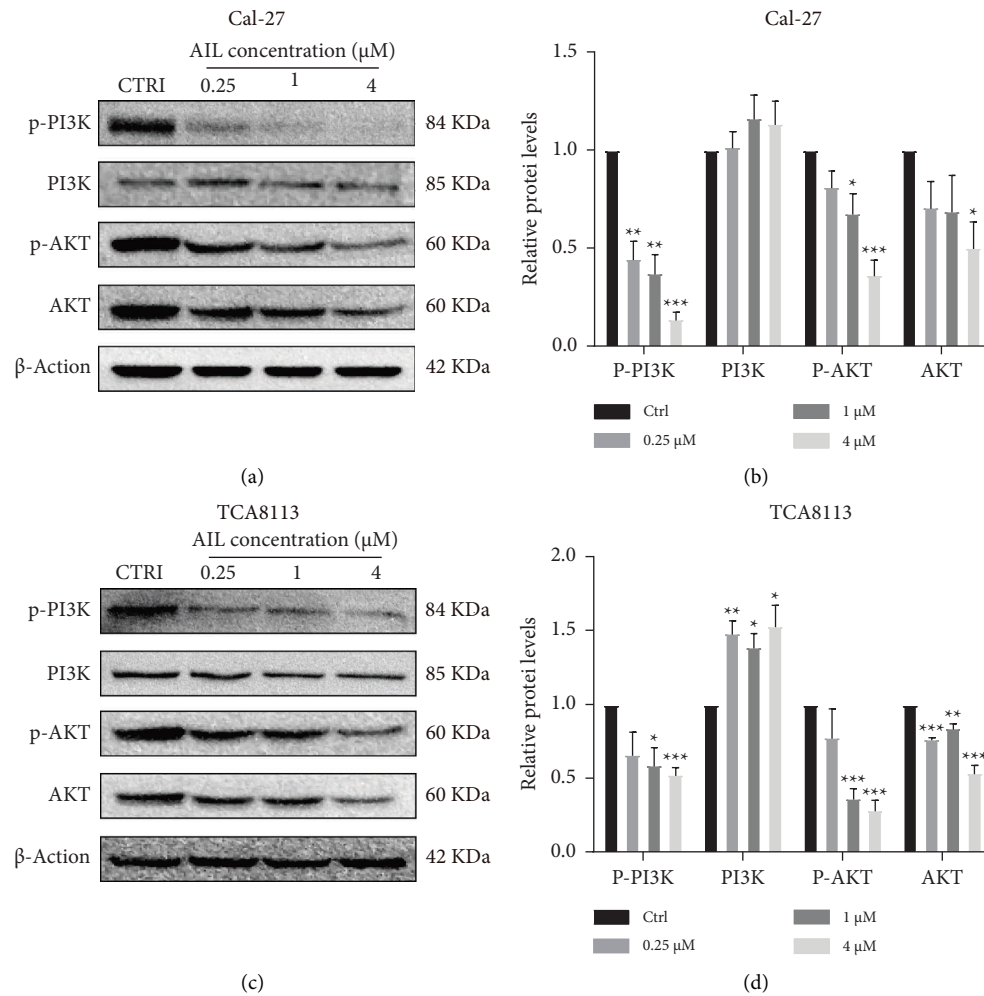 Cal-27
AIL concentration (μM)
CTRI 0.25 1 4
p-PI3K 84 KDa
PI3K 85 KDa
p-AKT 60 KDa
AKT 60 KDa
β-Action 42 KDa
(a)
Cal-27
Relative protei levels
1.5
1.0
0.5
0.0
** ** ***
* ***
*
P-PI3K PI3K P-AKT AKT
Ctrl 1 μM
0.25 μM 4 μM
(b)
TCA8113
AIL concentration (μM)
CTRI 0.25 1 4
p-PI3K 84 KDa
PI3K 85 KDa
p-AKT 60 KDa
AKT 60 KDa
β-Action 42 KDa
(c)
TCA8113
Relative protei levels
2.0
1.5
1.0
0.5
0.0
* ***
** * *
*** ***
*** ** ***
P-PI3K PI3K P-AKT AKT
Ctrl 1 μM
0.25 μM 4 μM
(d)